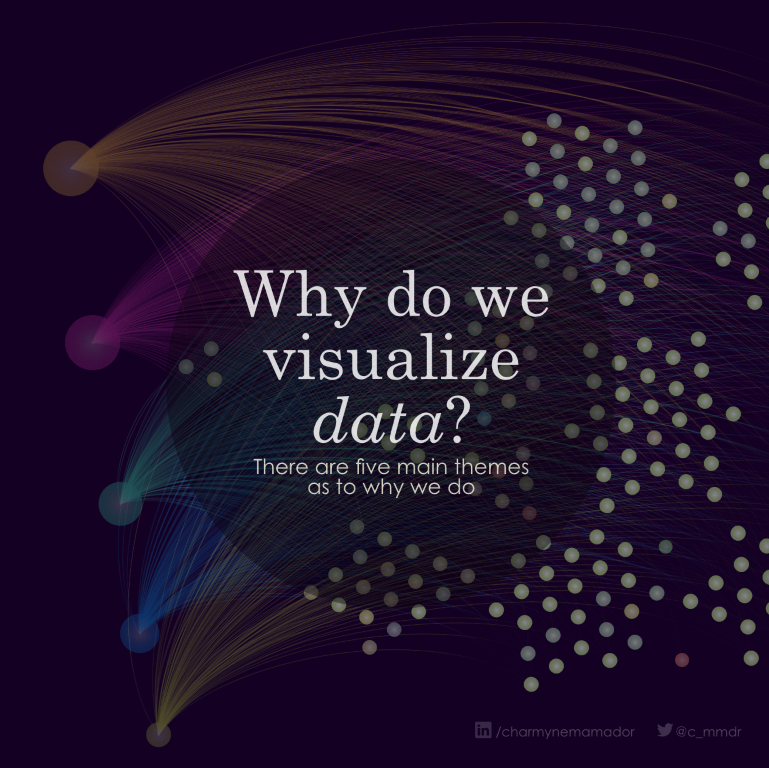 Why do we
visualize
data?
There are five main themes
as to why we do
/charmynemamador @c_mmdr